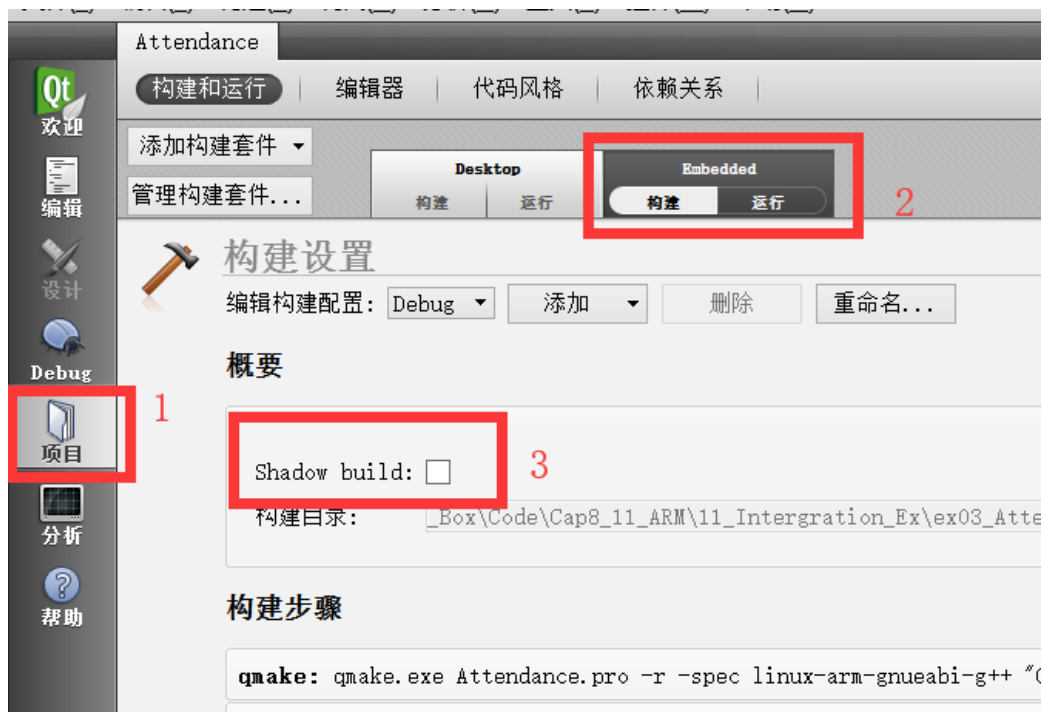 Attendance
构建和运行 编辑器 代码风格 依赖关系
Qt
欢迎
添加构建套件
管理构建套件...
Desktop
构建 运行
Embedded
构建 运行
2
编辑
设计
Debug
1
项目
分析
帮助
构建设置
编辑构建配置: Debug 添加 删除 重命名...
概要
Shadow build: 3
构建目录: _Box\Code\Cap8_11_ARM\11_Intergration_Ex\ex03_Atte
构建步骤
qmake: qmake.exe Attendance.pro -r -spec linux-arm-gnueabi-g++ "